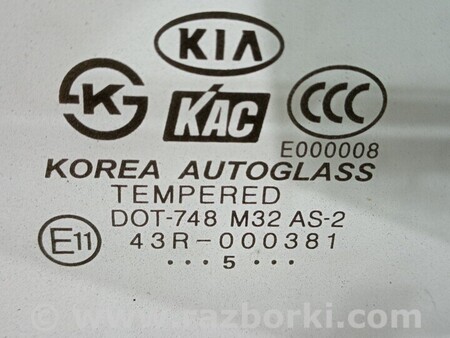 KIA
K KAC CCC
E000008
KOREA AUTOGLASS
TEMPERED
DOT-748 M32 AS-2
E11 43R-000381
•••5•••
www.razborki.com